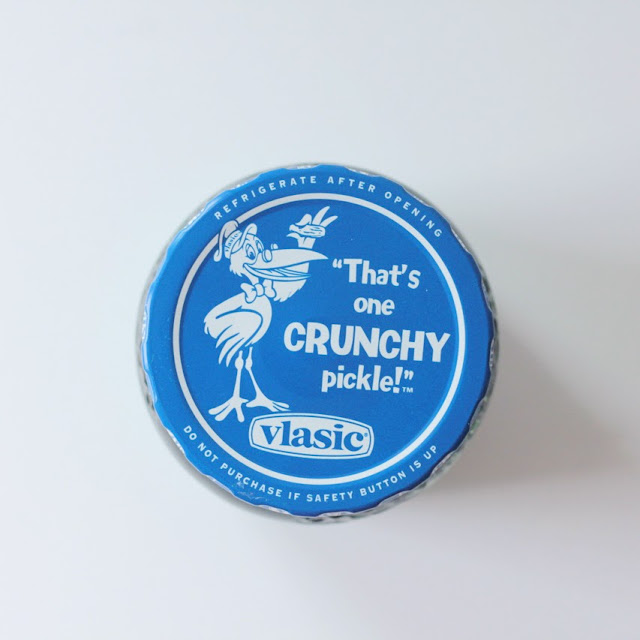 REFRIGERATE AFTER OPENING
"That's
one
CRUNCHY
pickle!"™
vlasic®
DO NOT PURCHASE IF SAFETY BUTTON IS UP